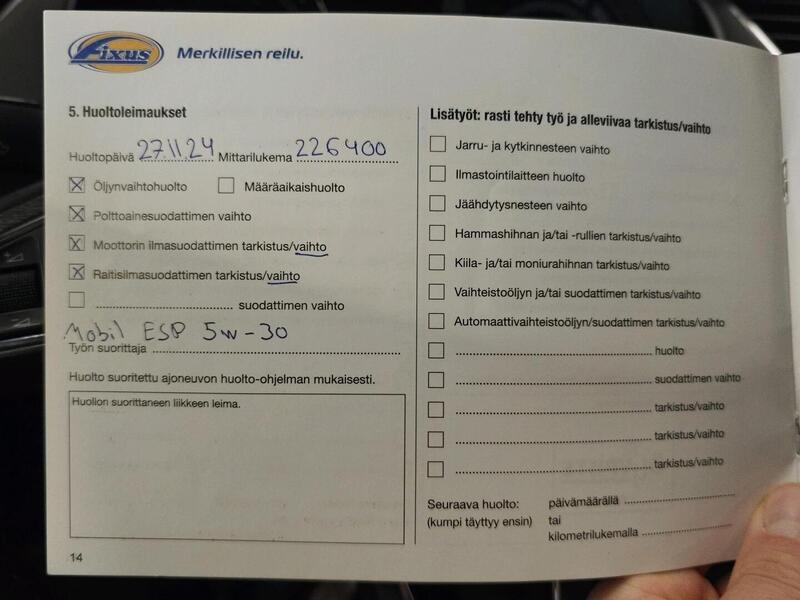 Fixus Merkillisen reilu.
5. Huoltoleimaukset
Huoltopäivä 27.11.24 Mittarilukema 226400
Öljynvaihtohuolto Määräaikaishuolto
Polttoainesuodattimen vaihto
Moottorin ilmasuodattimen tarkistus/vaihto
Raitisilmasuodattimen tarkistus/vaihto
suodattimen vaihto
Mobil ESP 5W-30
Työn suorittaja
Huolto suoritettu ajoneuvon huolto-ohjelman mukaisesti.
Huollon suorittaneen liikkeen leima.
14
Lisätyöt: rasti tehty työ ja alleviivaa tarkistus/vaihto
Jarru- ja kytkinnesteen vaihto
Ilmastointilaitteen huolto
Jäähdytysnesteen vaihto
Hammashihnan ja/tai -rullien tarkistus/vaihto
Kiila- ja/tai moniurahihnan tarkistus/vaihto
Vaihteistoöljyn ja/tai suodattimen tarkistus/vaihto
Automaattivaihteistoöljyn/suodattimen tarkistus/vaihto
huolto
suodattimen vaihto
tarkistus/vaihto
tarkistus/vaihto
tarkistus/vaihto
Seuraava huolto: päivämäärällä
(kumpi täyttyy ensin) tai
kilometrilukemalla